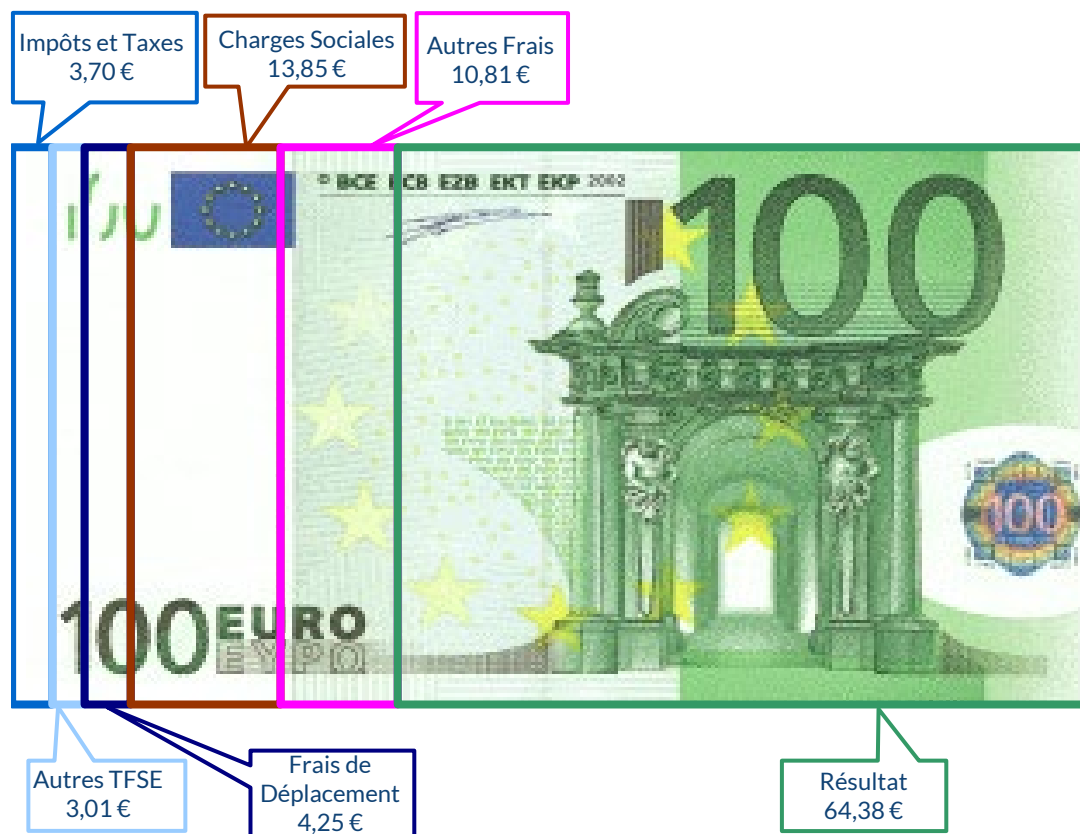 Impôts et Taxes
3,70 €
Charges Sociales
13,85 €
Autres Frais
10,81 €
© BCE ECB EZB EKT EKP 2002
100
100
100 EURO
ΕΥΡΩ
Autres TFSE
3,01 €
Frais de
Déplacement
4,25 €
Résultat
64,38 €